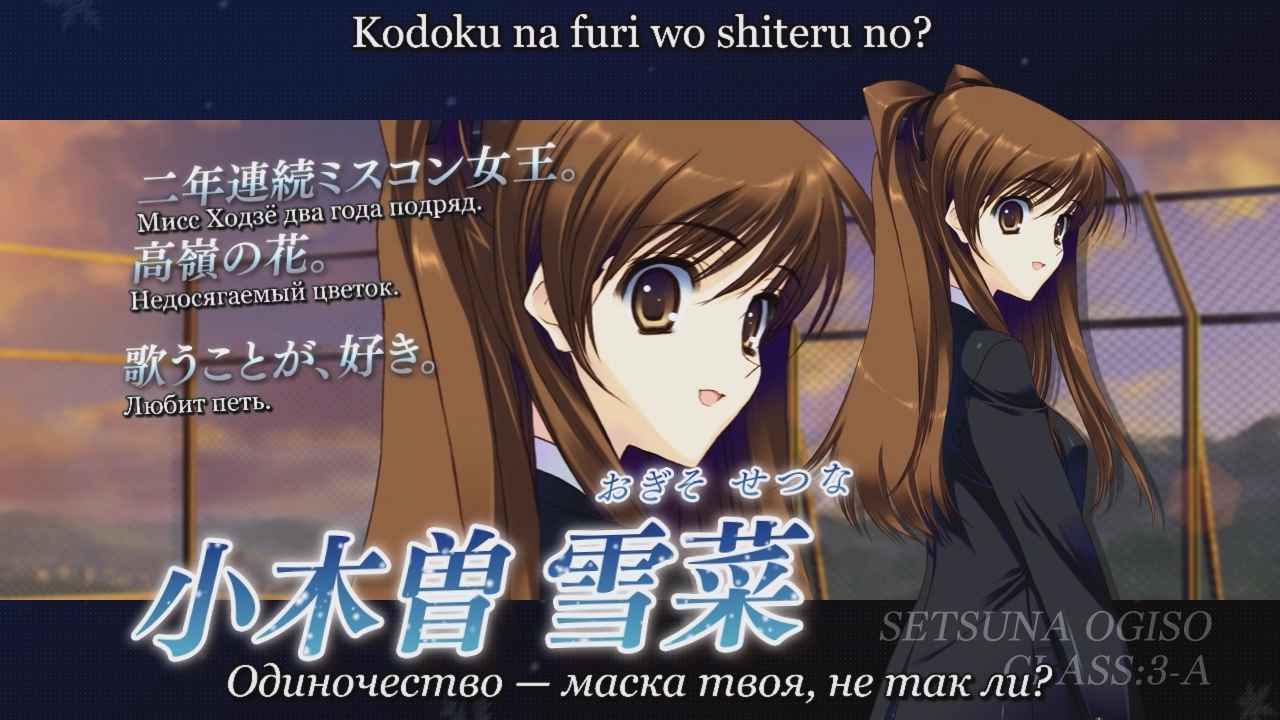 Kodoku na furi wo shiteru no?
二年連続ミスコン女王。
Мисс Ходзё два года подряд.
高嶺の花。
Недосягаемый цветок.
歌うことが、好き。
Любит петь.
おぎそ せつな
小木曽 雪菜
SETSUNA OGISO
CLASS:3-A
Одиночество — маска твоя, не так ли?